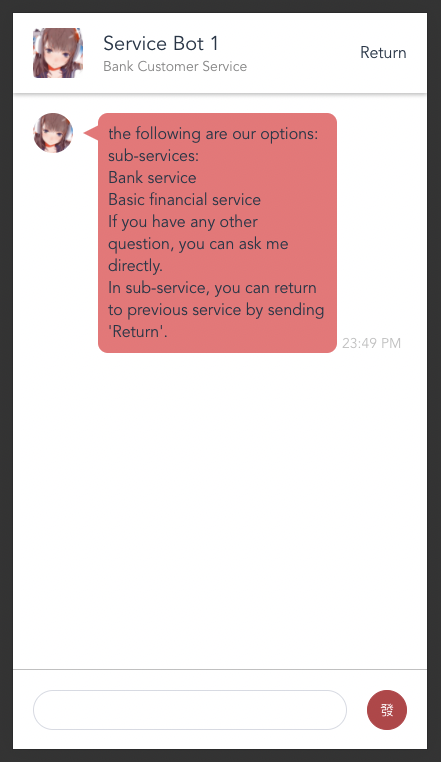 Service Bot 1
Bank Customer Service
Return
the following are our options:
sub-services:
Bank service
Basic financial service
If you have any other
question, you can ask me
directly.
In sub-service, you can return
to previous service by sending
'Return'.
23:49 PM
發